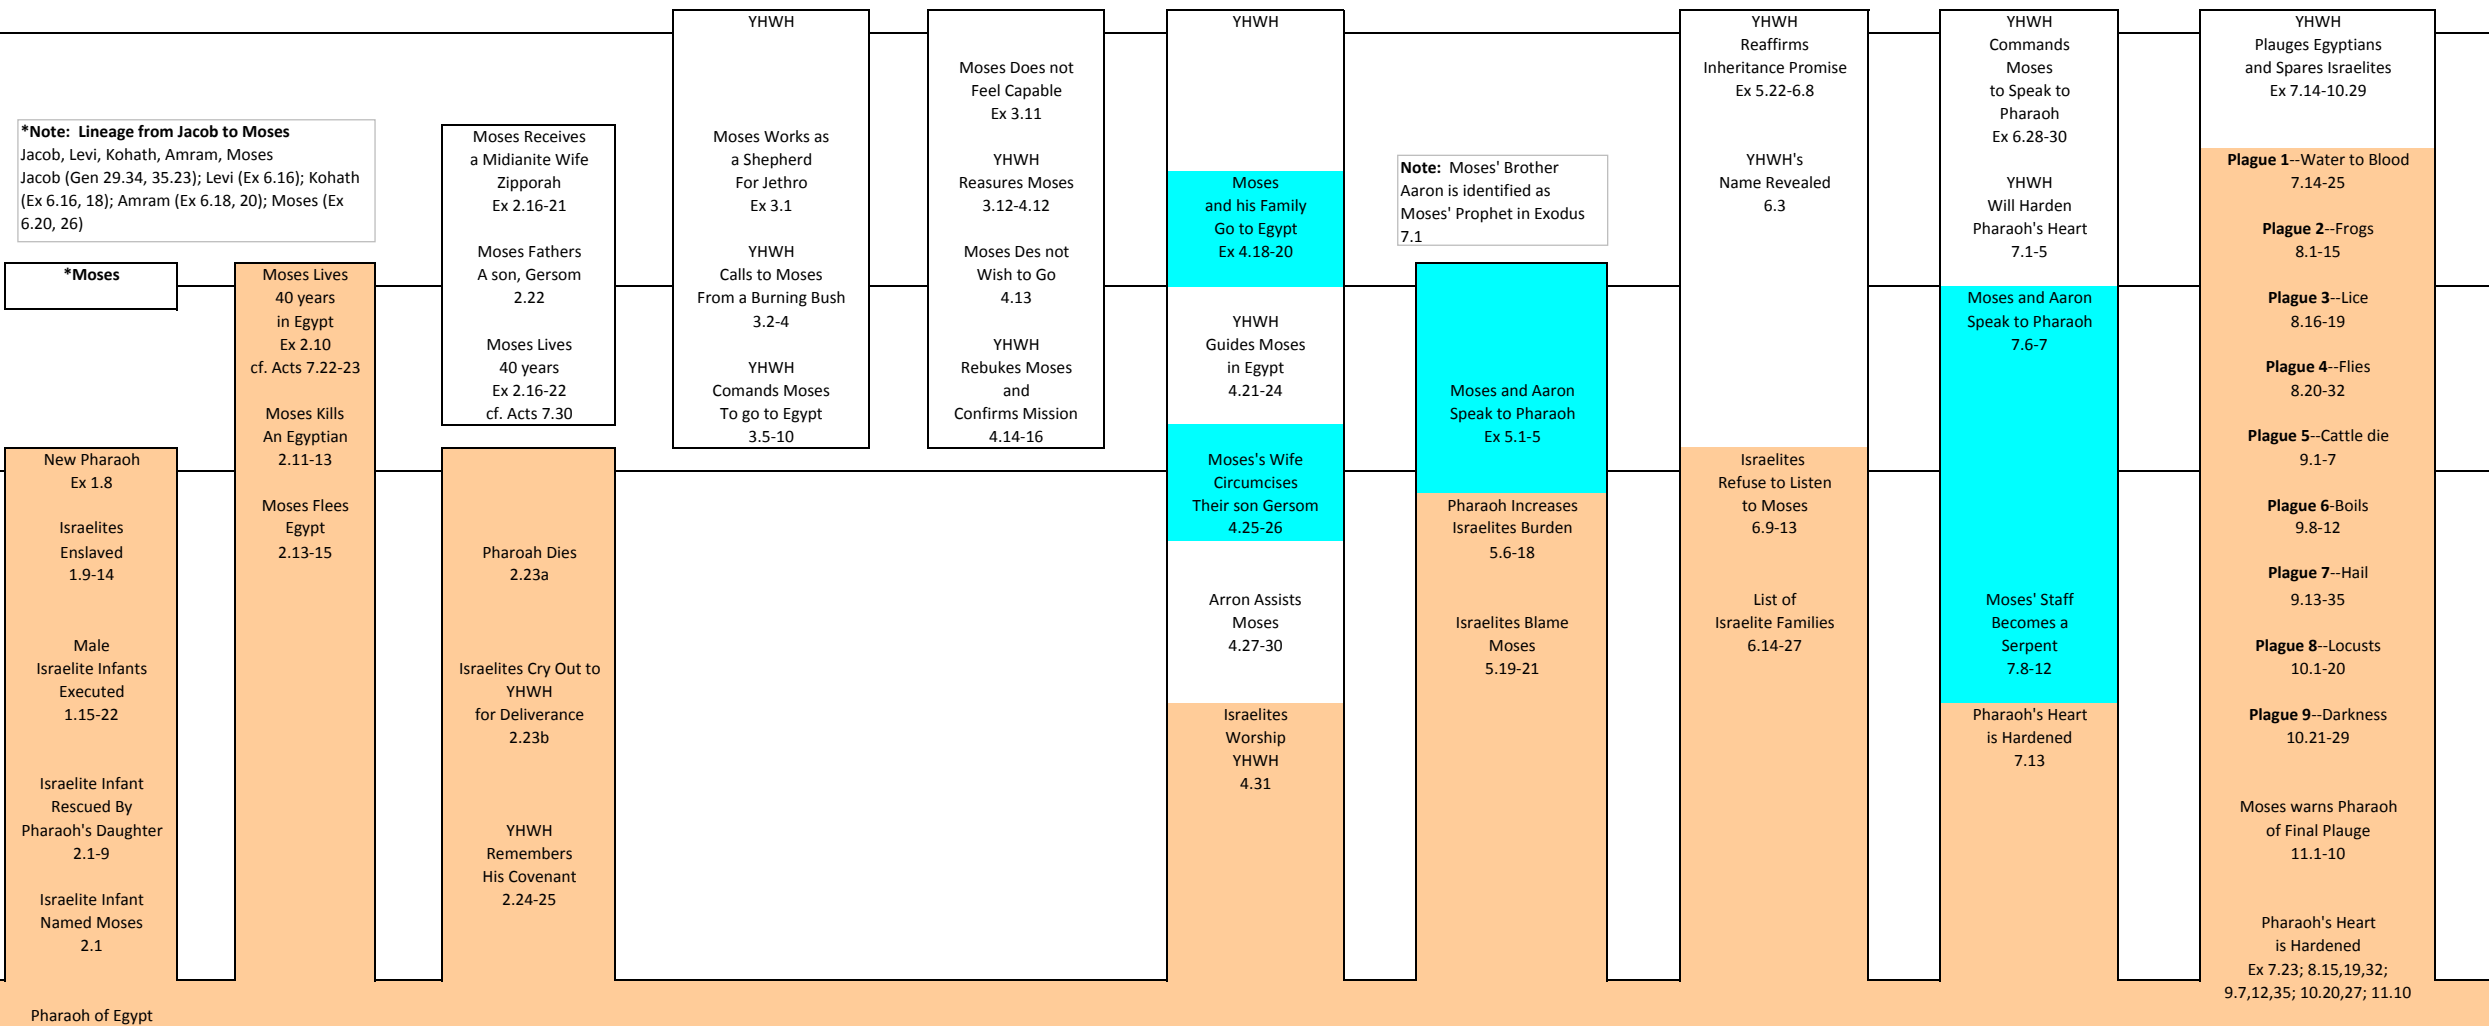 *Note: Lineage from Jacob to Moses
Jacob, Levi, Kohath, Amram, Moses
Jacob (Gen 29.34, 35.23); Levi (Ex 6.16); Kohath
(Ex 6.16, 18); Amram (Ex 6.18, 20); Moses (Ex
6.20, 26)
*Moses
New Pharaoh
Ex 1.8
Israelites
Enslaved
1.9-14
Male
Israelite Infants
Executed
1.15-22
Israelite Infant
Rescued By
Pharaoh's Daughter
2.1-9
Israelite Infant
Named Moses
2.1
Pharaoh of Egypt
Moses Lives
40 years
in Egypt
Ex 2.10
cf. Acts 7.22-23
Moses Kills
An Egyptian
2.11-13
Moses Flees
Egypt
2.13-15
Moses Receives
a Midianite Wife
Zipporah
Ex 2.16-21
Moses Fathers
A son, Gersom
2.22
Moses Lives
40 years
Ex 2.16-22
cf. Acts 7.30
Pharoah Dies
2.23a
Israelites Cry Out to
YHWH
for Deliverance
2.23b
YHWH
Remembers
His Covenant
2.24-25
YHWH
Moses Works as
a Shepherd
For Jethro
Ex 3.1
YHWH
Calls to Moses
From a Burning Bush
3.2-4
YHWH
Comands Moses
To go to Egypt
3.5-10
Moses Does not
Feel Capable
Ex 3.11
YHWH
Reasures Moses
3.12-4.12
Moses Des not
Wish to Go
4.13
YHWH
Rebukes Moses
and
Confirms Mission
4.14-16
YHWH
Moses
and his Family
Go to Egypt
Ex 4.18-20
YHWH
Guides Moses
in Egypt
4.21-24
Moses's Wife
Circumcises
Their son Gersom
4.25-26
Arron Assists
Moses
4.27-30
Israelites
Worship
YHWH
4.31
Note: Moses' Brother
Aaron is identified as
Moses' Prophet in Exodus
7.1
Moses and Aaron
Speak to Pharaoh
Ex 5.1-5
Pharaoh Increases
Israelites Burden
5.6-18
Israelites Blame
Moses
5.19-21
YHWH
Reaffirms
Inheritance Promise
Ex 5.22-6.8
YHWH's
Name Revealed
6.3
Israelites
Refuse to Listen
to Moses
6.9-13
List of
Israelite Families
6.14-27
YHWH
Commands
Moses
to Speak to
Pharaoh
Ex 6.28-30
YHWH
Will Harden
Pharaoh's Heart
7.1-5
Moses and Aaron
Speak to Pharaoh
7.6-7
Moses' Staff
Becomes a
Serpent
7.8-12
Pharaoh's Heart
is Hardened
7.13
YHWH
Plauges Egyptians
and Spares Israelites
Ex 7.14-10.29
Plague 1--Water to Blood
7.14-25
Plague 2--Frogs
8.1-15
Plague 3--Lice
8.16-19
Plague 4--Flies
8.20-32
Plague 5--Cattle die
9.1-7
Plague 6-Boils
9.8-12
Plague 7--Hail
9.13-35
Plague 8--Locusts
10.1-20
Plague 9--Darkness
10.21-29
Moses warns Pharaoh
of Final Plauge
11.1-10
Pharaoh's Heart
is Hardened
Ex 7.23; 8.15,19,32;
9.7,12,35; 10.20,27; 11.10